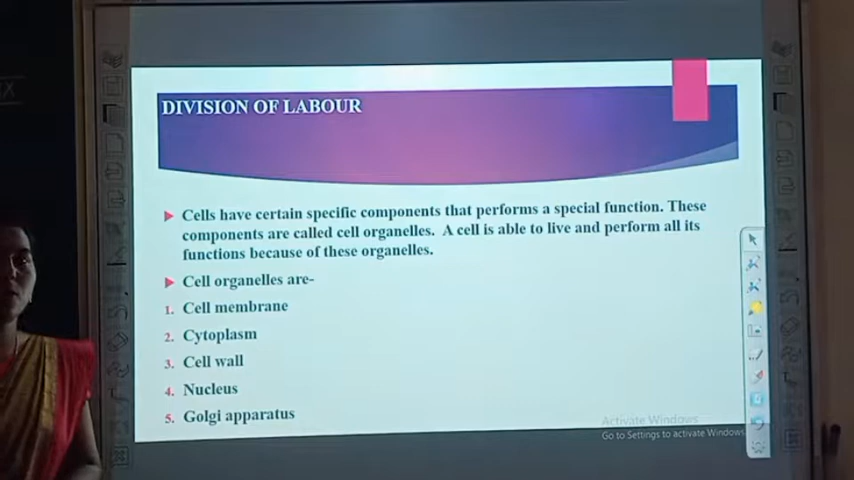 DIVISION OF LABOUR
Cells have certain specific components that performs a special function. These
components are called cell organelles. A cell is able to live and perform all its
functions because of these organelles.
Cell organelles are-
1. Cell membrane
2. Cytoplasm
3. Cell wall
4. Nucleus
5. Golgi apparatus
Activate Windows
Go to Settings to activate Windows.